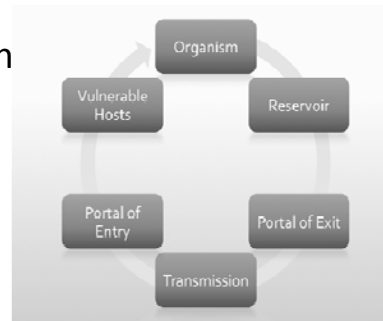 n
Organism
Reservoir
Portal of Exit
Transmission
Portal of
Entry
Vulnerable
Hosts